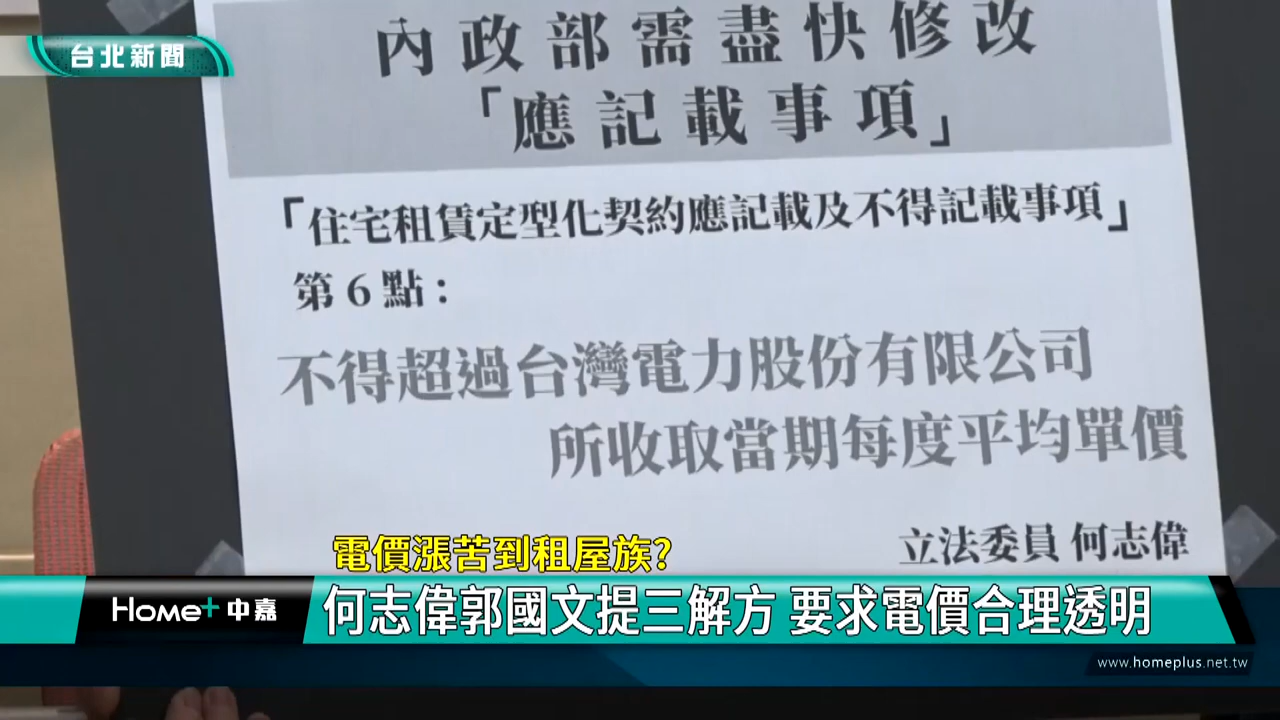 台北新聞
內政部需盡快修改
「應記載事項」
「住宅租賃定型化契約應記載及不得記載事項」
第6點：
不得超過台灣電力股份有限公司
所收取當期每度平均單價
立法委員 何志偉
電價漲苦到租屋族?
Home+中嘉
何志偉郭國文提三解方 要求電價合理透明
www.homeplus.net.tw